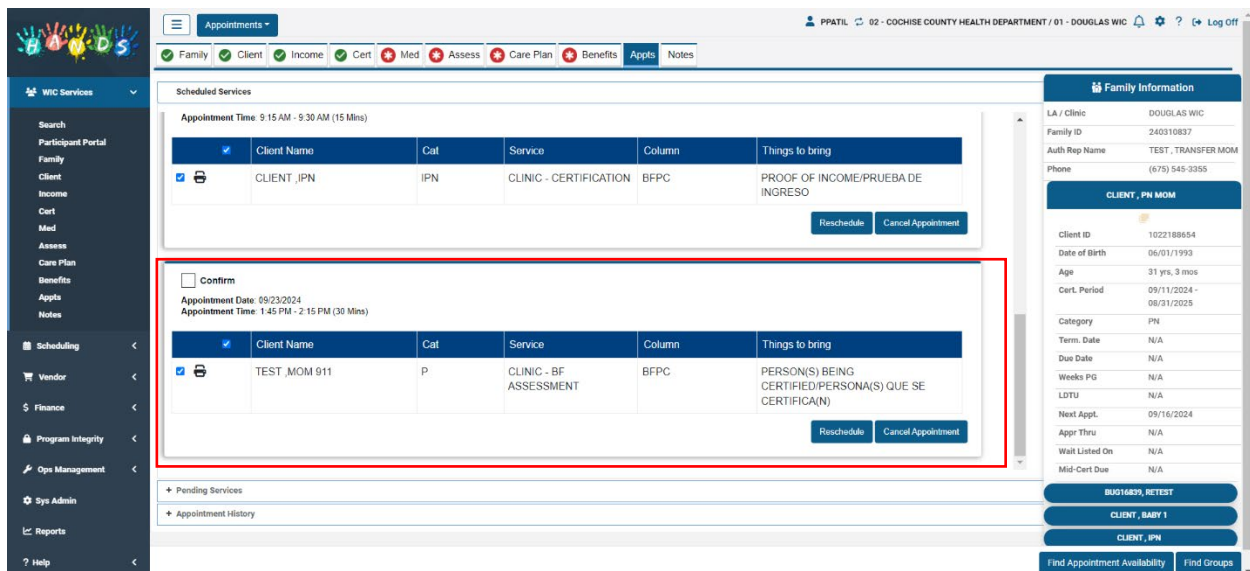 HANDS
Appointments
PPATIL 02 - COCHISE COUNTY HEALTH DEPARTMENT / 01 - DOUGLAS WIC ? Log Off
Family Client Income Cert Med Assess Care Plan Benefits Appts Notes
WIC Services
Search
Participant Portal
Family
Client
Income
Cert
Med
Assess
Care Plan
Benefits
Appts
Notes
Scheduling
Vendor
$ Finance
Program Integrity
Ops Management
Sys Admin
Reports
? Help
Scheduled Services
Appointment Time: 9:15 AM - 9:30 AM (15 Mins)
Client Name Cat Service Column Things to bring
CLIENT ,IPN IPN CLINIC - CERTIFICATION BFPC PROOF OF INCOME/PRUEBA DE
INGRESO
Reschedule Cancel Appointment
Confirm
Appointment Date: 09/23/2024
Appointment Time: 1:45 PM - 2:15 PM (30 Mins)
Client Name Cat Service Column Things to bring
TEST ,MOM 911 P CLINIC - BF BFPC PERSON(S) BEING
ASSESSMENT CERTIFIED/PERSONA(S) QUE SE
CERTIFICA(N)
Reschedule Cancel Appointment
+ Pending Services
+ Appointment History
Family Information
LA / Clinic DOUGLAS WIC
Family ID 240310837
Auth Rep Name TEST , TRANSFER MOM
Phone (675) 545-3355
CLIENT , PN MOM
Client ID 1022188654
Date of Birth 06/01/1993
Age 31 yrs, 3 mos
Cert. Period 09/11/2024 -
08/31/2025
Category PN
Term. Date N/A
Due Date N/A
Weeks PG N/A
LDTU N/A
Next Appt. 09/16/2024
Appr Thru N/A
Wait Listed On N/A
Mid-Cert Due N/A
BUG16839, RETEST
CLIENT , BABY 1
CLIENT , IPN
Find Appointment Availability Find Groups